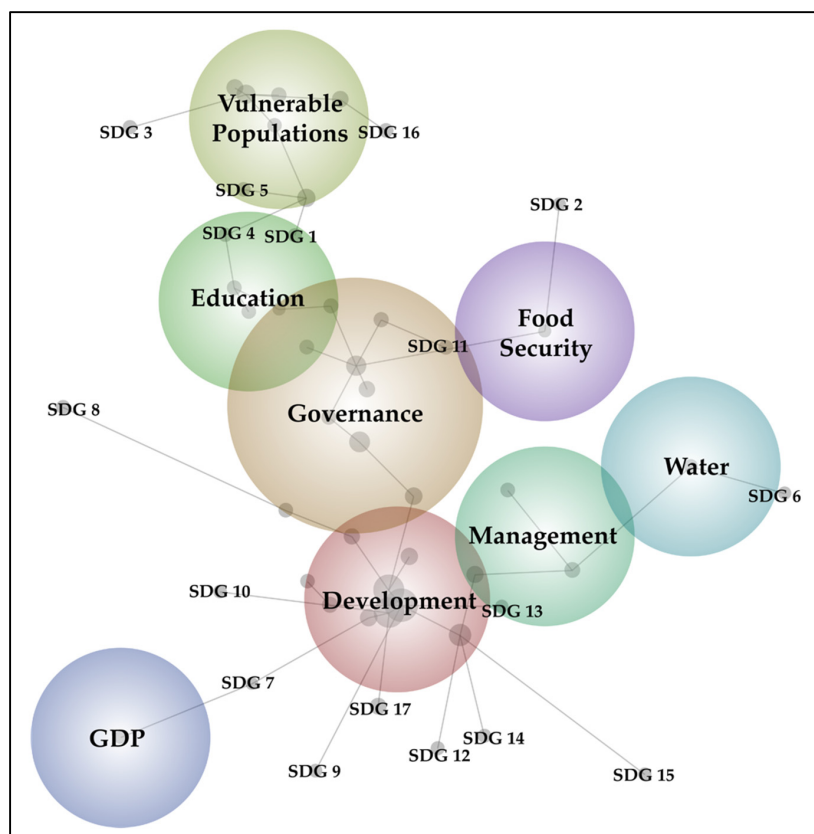 Vulnerable
Populations
SDG 3
SDG 16
SDG 5
SDG 2
SDG 4
SDG 1
Education
Food
Security
SDG 11
SDG 8
Governance
Water
SDG 6
Management
SDG 10
Development
SDG 13
SDG 7
SDG 17
GDP
SDG 14
SDG 12
SDG 9
SDG 15